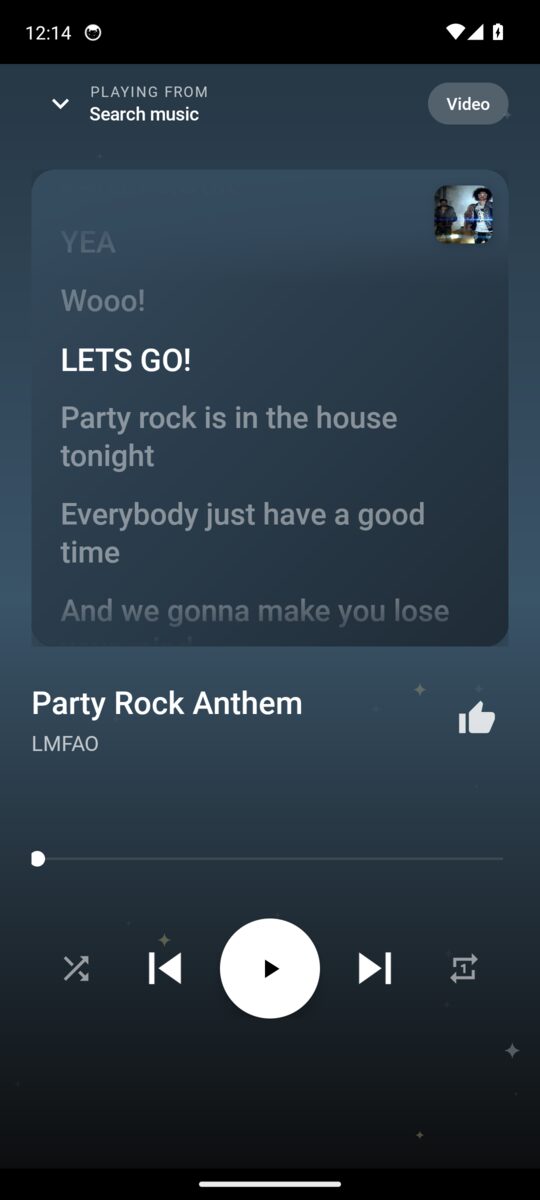 12:14
PLAYING FROM
Search music
Video
YEA
Wooo!
LETS GO!
Party rock is in the house
tonight
Everybody just have a good
time
And we gonna make you lose
Party Rock Anthem
LMFAO
1